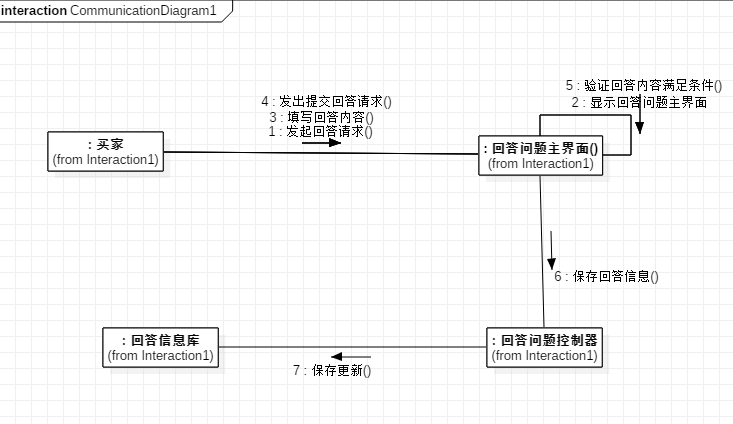 interaction CommunicationDiagram1
5 : 验证回答内容满足条件()
4 : 发出提交回答请求()
2 : 显示回答问题主界面
3 : 填写回答内容()
1 : 发起回答请求()
: 买家
(from Interaction1)
: 回答问题主界面()
(from Interaction1)
6 : 保存回答信息()
: 回答信息库
(from Interaction1)
: 回答问题控制器
(from Interaction1)
7 : 保存更新()